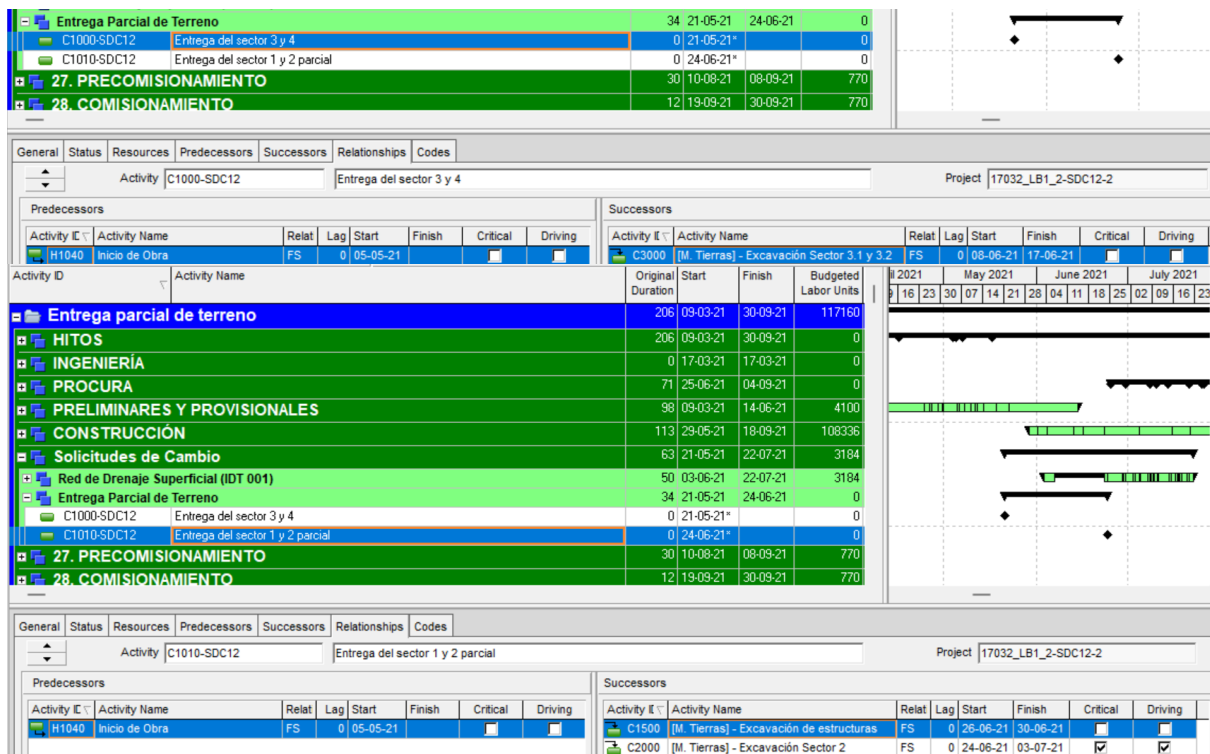 Entrega Parcial de Terreno 34 21-05-21 24-06-21 0
C1000-SDC12 Entrega del sector 3 y 4 0 21-05-21* 0
C1010-SDC12 Entrega del sector 1 y 2 parcial 0 24-06-21* 0
27. PRECOMISIONAMIENTO 30 10-08-21 08-09-21 770
28. COMISIONAMIENTO 12 19-09-21 30-09-21 770
General Status Resources Predecessors Successors Relationships Codes
Activity C1000-SDC12 Entrega del sector 3 y 4 Project 17032_LB1_2-SDC12-2
Predecessors Successors
Activity ID Activity Name Relat Lag Start Finish Critical Driving Activity ID Activity Name Relat Lag Start Finish Critical Driving
H1040 Inicio de Obra FS 0 05-05-21 C3000 [M. Tierras] - Excavación Sector 3.1 y 3.2 FS 0 08-06-21 17-06-21
Activity ID Activity Name Original Duration Start Finish Budgeted Labor Units il 2021 May 2021 June 2021 July 2021
9 16 23 30 07 14 21 28 04 11 18 25 02 09 16 23
Entrega parcial de terreno 206 09-03-21 30-09-21 117160
HITOS 206 09-03-21 30-09-21 0
INGENIERÍA 0 17-03-21 17-03-21 0
PROCURA 71 25-06-21 04-09-21 0
PRELIMINARES Y PROVISIONALES 98 09-03-21 14-06-21 4100
CONSTRUCCIÓN 113 29-05-21 18-09-21 108336
Solicitudes de Cambio 63 21-05-21 22-07-21 3184
Red de Drenaje Superficial (IDT 001) 50 03-06-21 22-07-21 3184
Entrega Parcial de Terreno 34 21-05-21 24-06-21 0
C1000-SDC12 Entrega del sector 3 y 4 0 21-05-21* 0
C1010-SDC12 Entrega del sector 1 y 2 parcial 0 24-06-21* 0
27. PRECOMISIONAMIENTO 30 10-08-21 08-09-21 770
28. COMISIONAMIENTO 12 19-09-21 30-09-21 770
General Status Resources Predecessors Successors Relationships Codes
Activity C1010-SDC12 Entrega del sector 1 y 2 parcial Project 17032_LB1_2-SDC12-2
Predecessors Successors
Activity ID Activity Name Relat Lag Start Finish Critical Driving Activity ID Activity Name Relat Lag Start Finish Critical Driving
H1040 Inicio de Obra FS 0 05-05-21 C1500 [M. Tierras] - Excavación de estructuras FS 0 26-06-21 30-06-21
C2000 [M. Tierras] - Excavación Sector 2 FS 0 24-06-21 03-07-21